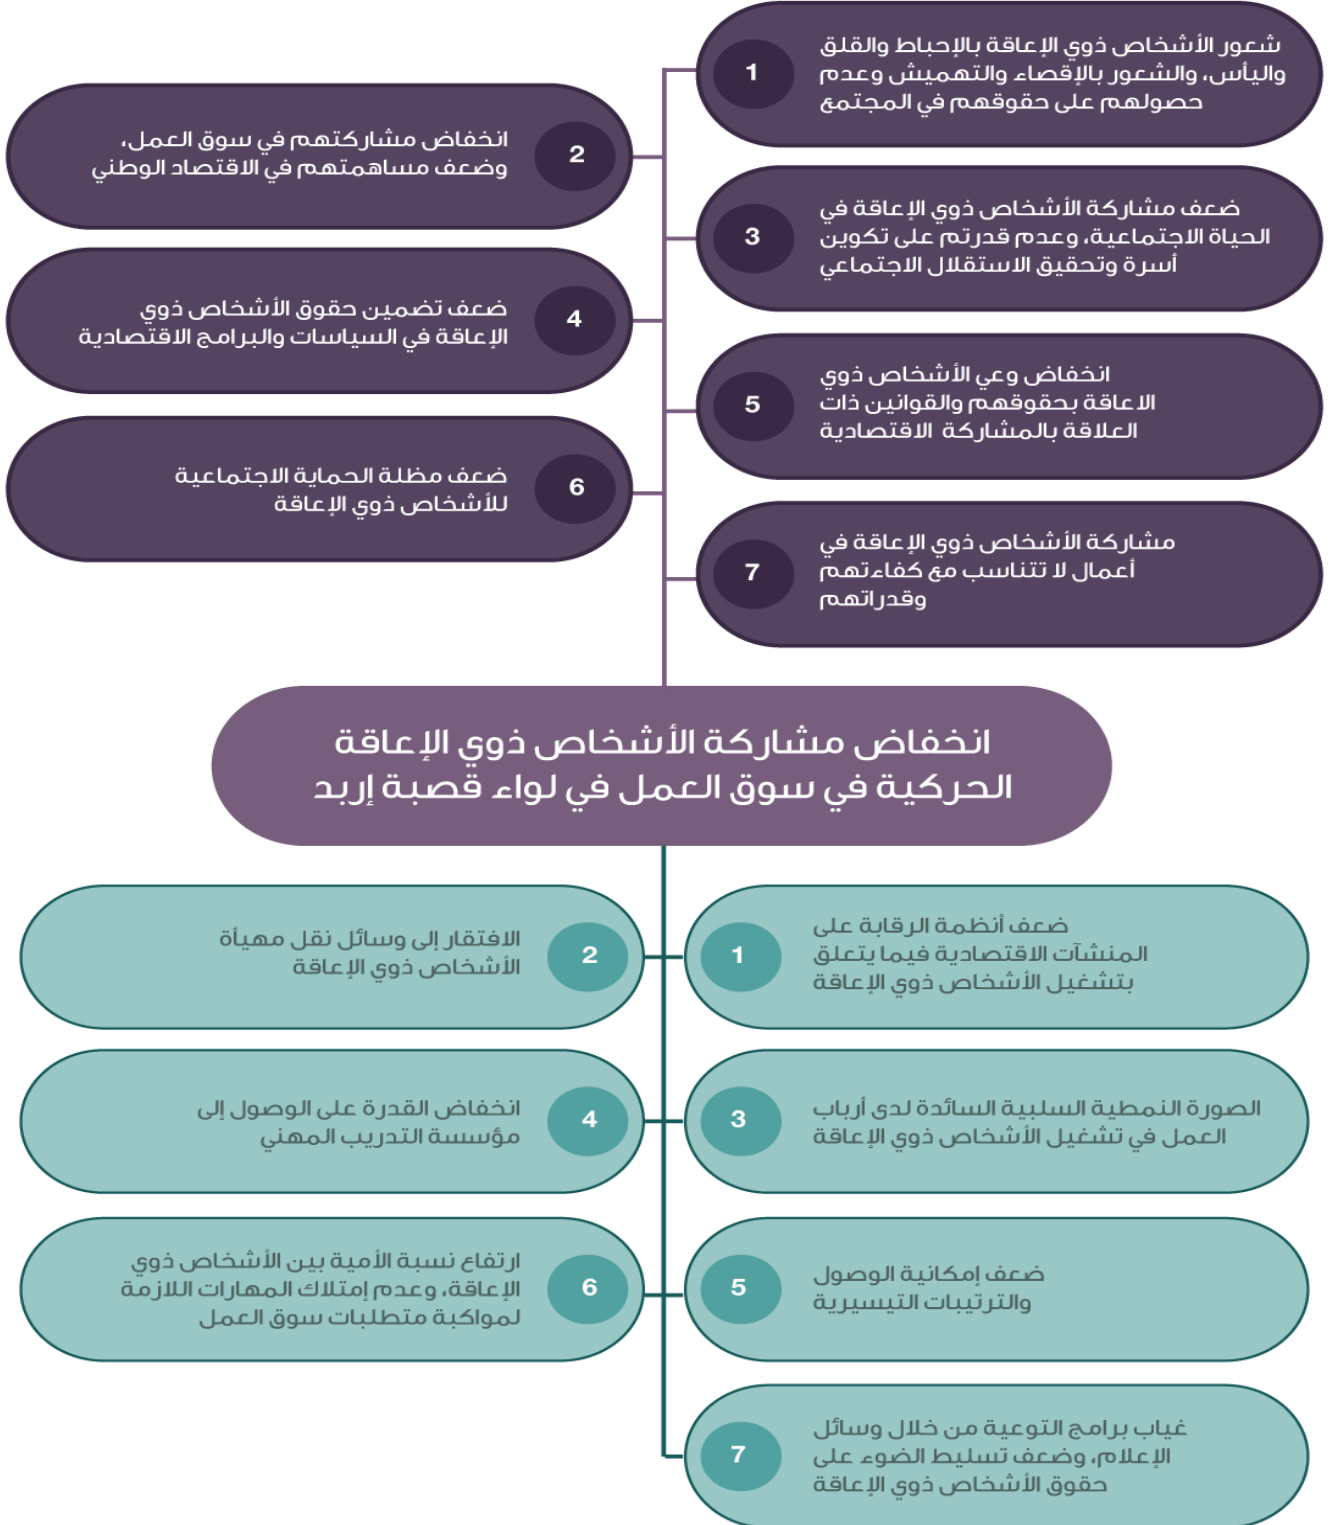 1
شعور الأشخاص ذوي الإعاقة بالإحباط والقلق
واليأس، والشعور بالإقصاء والتهميش وعدم
حصولهم على حقوقهم في المجتمع
2
انخفاض مشاركتهم في سوق العمل،
وضعف مساهمتهم في الاقتصاد الوطني
3
ضعف مشاركة الأشخاص ذوي الإعاقة في
الحياة الاجتماعية، وعدم قدرتم على تكوين
أسرة وتحقيق الاستقلال الاجتماعي
4
ضعف تضمين حقوق الأشخاص ذوي
الإعاقة في السياسات والبرامج الاقتصادية
5
انخفاض وعي الأشخاص ذوي
الاعاقة بحقوقهم والقوانين ذات
العلاقة بالمشاركة الاقتصادية
6
ضعف مظلة الحماية الاجتماعية
للأشخاص ذوي الإعاقة
7
مشاركة الأشخاص ذوي الإعاقة في
أعمال لا تتناسب مع كفاءتهم
وقدراتهم
انخفاض مشاركة الأشخاص ذوي الإعاقة
الحركية في سوق العمل في لواء قصبة إربد
1
ضعف أنظمة الرقابة على
المنشآت الاقتصادية فيما يتعلق
بتشغيل الأشخاص ذوي الإعاقة
2
الافتقار إلى وسائل نقل مهيأة
الأشخاص ذوي الإعاقة
3
الصورة النمطية السلبية السائدة لدى أرباب
العمل في تشغيل الأشخاص ذوي الإعاقة
4
انخفاض القدرة على الوصول إلى
مؤسسة التدريب المهني
5
ضعف إمكانية الوصول
والترتيبات التيسيرية
6
ارتفاع نسبة الأمية بين الأشخاص ذوي
الإعاقة، وعدم إمتلاك المهارات اللازمة
لمواكبة متطلبات سوق العمل
7
غياب برامج التوعية من خلال وسائل
الإعلام، وضعف تسليط الضوء على
حقوق الأشخاص ذوي الإعاقة